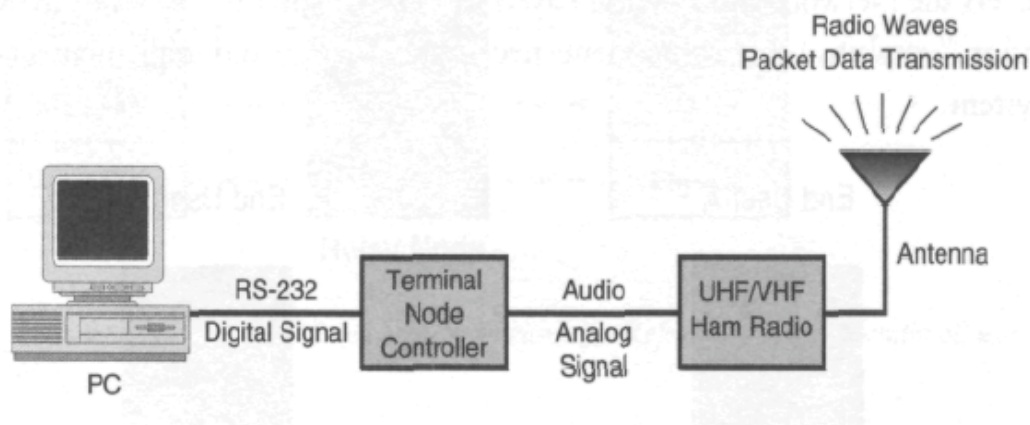 Radio Waves
Packet Data Transmission
Antenna
RS-232
Digital Signal
Terminal
Node
Controller
Audio
Analog
Signal
UHF/VHF
Ham Radio
PC